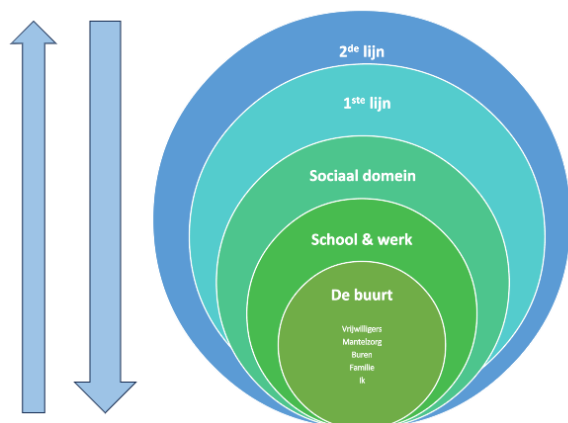 2de lijn
1ste lijn
Sociaal domein
School & werk
De buurt
Vrijwilligers
Mantelzorg
Buren
Familie
Ik